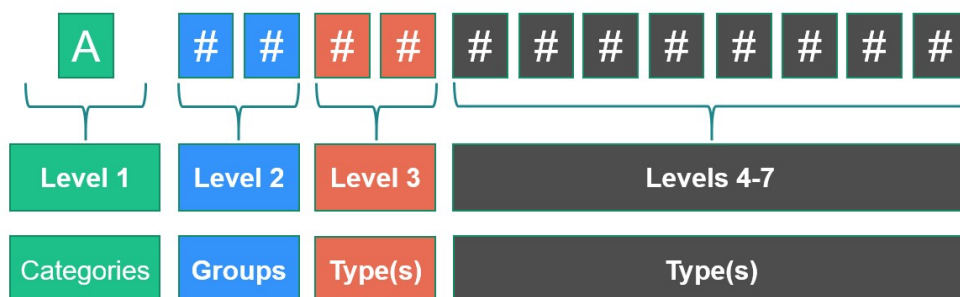 A # # # # # # # # # # # #
Level 1 Level 2 Level 3 Levels 4-7
Categories Groups Type(s) Type(s)